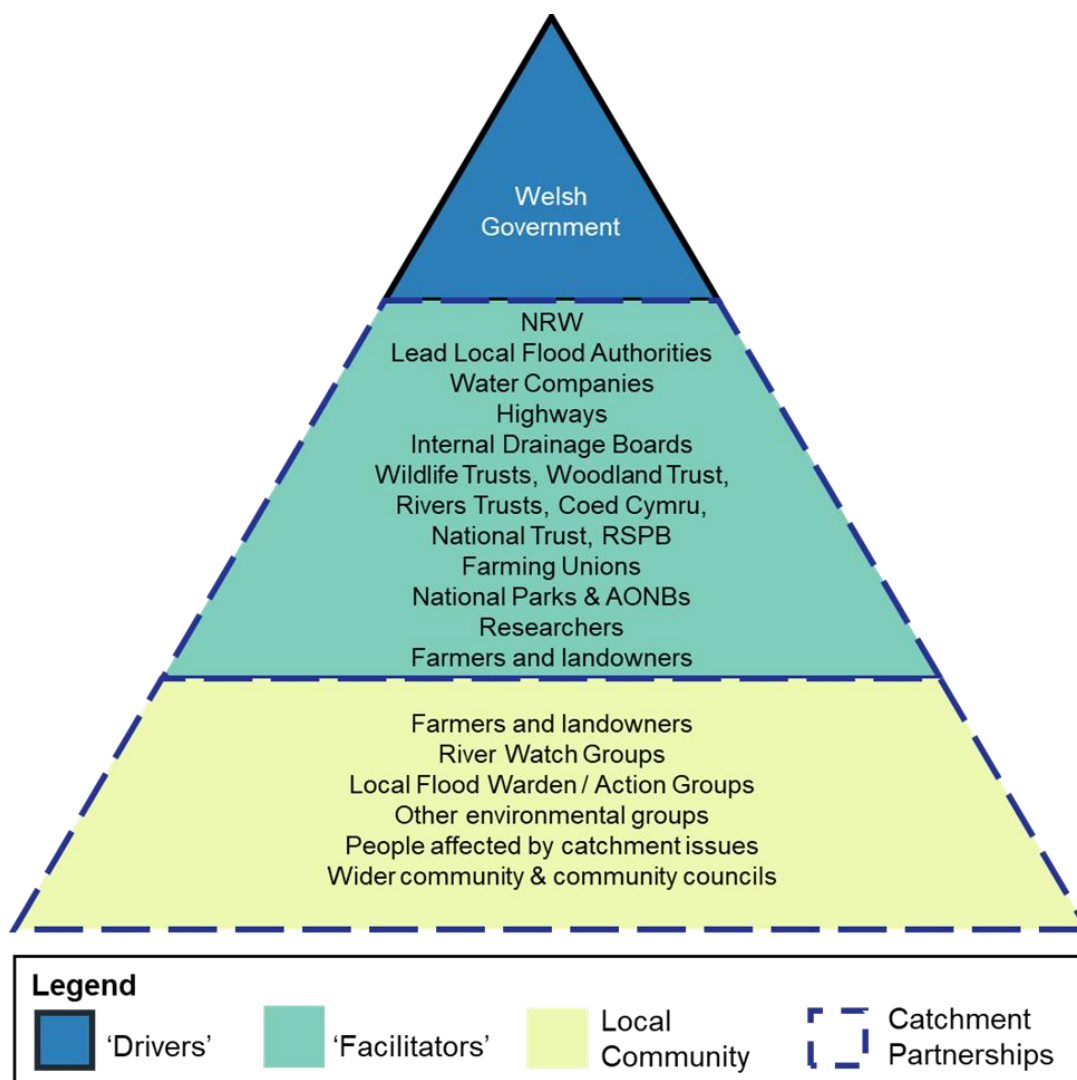 Welsh
Government
NRW
Lead Local Flood Authorities
Water Companies
Highways
Internal Drainage Boards
Wildlife Trusts, Woodland Trust,
Rivers Trusts, Coed Cymru,
National Trust, RSPB
Farming Unions
National Parks & AONBs
Researchers
Farmers and landowners
Farmers and landowners
River Watch Groups
Local Flood Warden / Action Groups
Other environmental groups
People affected by catchment issues
Wider community & community councils
Legend
‘Drivers’
‘Facilitators’
Local
Community
Catchment
Partnerships